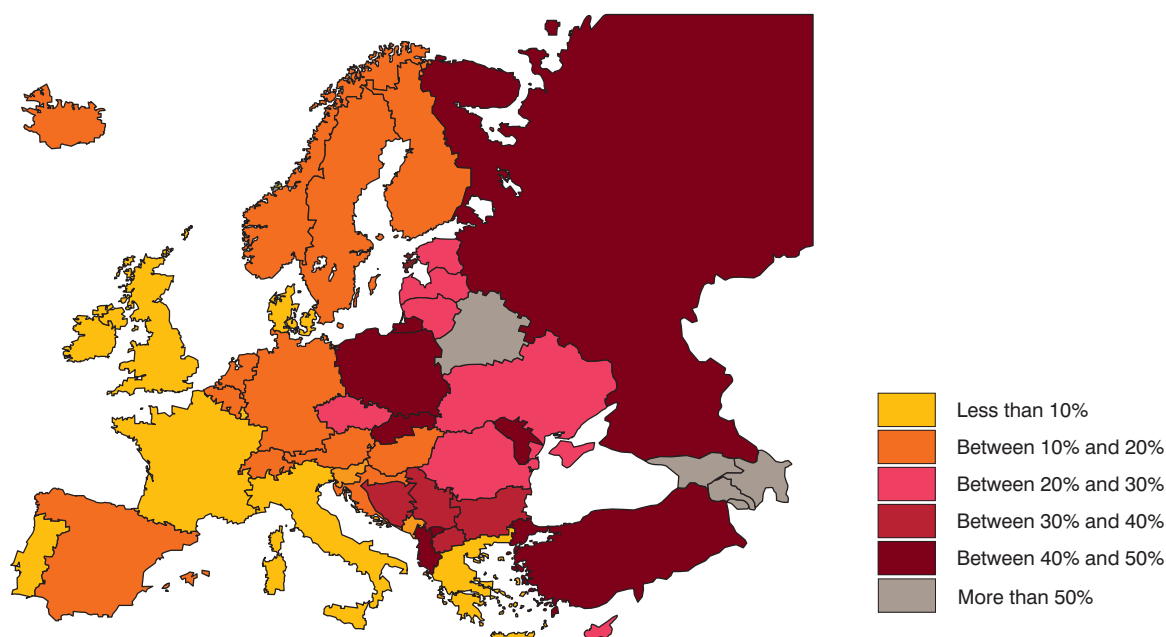 Less than 10%
Between 10% and 20%
Between 20% and 30%
Between 30% and 40%
Between 40% and 50%
More than 50%